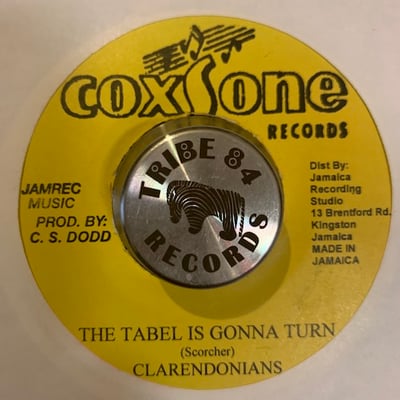 coxsone
RECORDS
TRIBE 84
RECORDS
JAMREC
MUSIC
PROD. BY:
C. S. DODD
Dist By:
Jamaica
Recording
Studio
13 Brentford Rd.
Kingston
Jamaica
MADE IN
JAMAICA
THE TABEL IS GONNA TURN
(Scorcher)
CLARENDONIANS